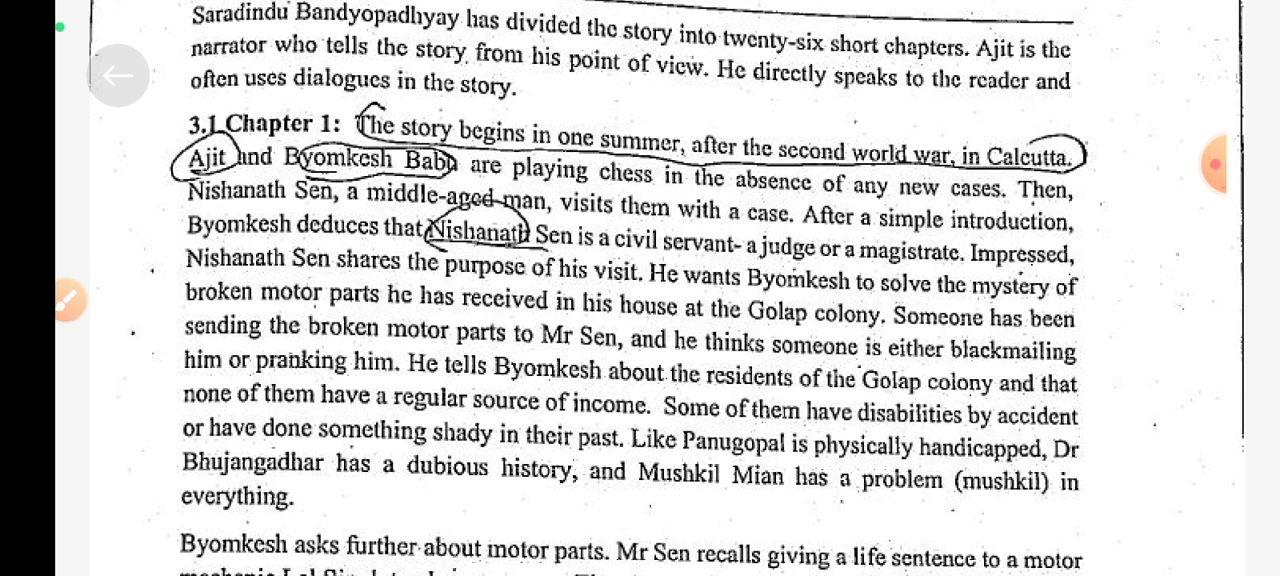 Saradindu Bandyopadhyay has divided the story into twenty-six short chapters. Ajit is the
narrator who tells the story from his point of view. He directly speaks to the reader and
often uses dialogues in the story.
3.1 Chapter 1: The story begins in one summer, after the second world war, in Calcutta.
Ajit and Byomkesh Babu are playing chess in the absence of any new cases. Then,
Nishanath Sen, a middle-aged man, visits them with a case. After a simple introduction,
Byomkesh deduces that Nishanath Sen is a civil servant- a judge or a magistrate. Impressed,
Nishanath Sen shares the purpose of his visit. He wants Byomkesh to solve the mystery of
broken motor parts he has received in his house at the Golap colony. Someone has been
sending the broken motor parts to Mr Sen, and he thinks someone is either blackmailing
him or pranking him. He tells Byomkesh about the residents of the Golap colony and that
none of them have a regular source of income. Some of them have disabilities by accident
or have done something shady in their past. Like Panugopal is physically handicapped, Dr
Bhujangadhar has a dubious history, and Mushkil Mian has a problem (mushkil) in
everything.
Byomkesh asks further about motor parts. Mr Sen recalls giving a life sentence to a motor